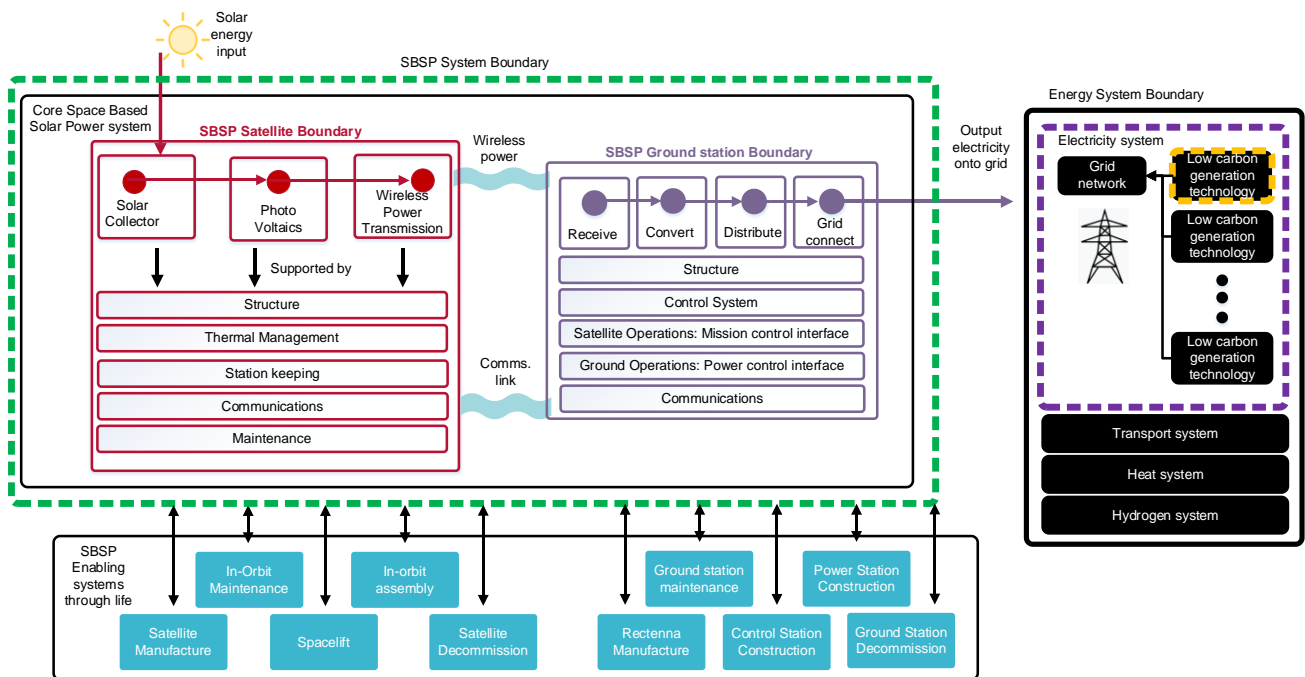 Solar
energy
input
SBSP System Boundary
Core Space Based
Solar Power system
SBSP Satellite Boundary
Solar
Collector
Photo
Voltaics
Wireless
Power
Transmission
Supported by
Structure
Thermal Management
Station keeping
Communications
Maintenance
Wireless
power
Comms.
link
SBSP Ground station Boundary
Receive
Convert
Distribute
Grid
connect
Structure
Control System
Satellite Operations: Mission control interface
Ground Operations: Power control interface
Communications
Output
electricity
onto grid
Energy System Boundary
Electricity system
Grid
network
Low carbon
generation
technology
Low carbon
generation
technology
Low carbon
generation
technology
Transport system
Heat system
Hydrogen system
SBSP
Enabling
systems
through life
In-Orbit
Maintenance
In-orbit
assembly
Ground station
maintenance
Power Station
Construction
Satellite
Manufacture
Spacelift
Satellite
Decommission
Rectenna
Manufacture
Control Station
Construction
Ground Station
Decommission